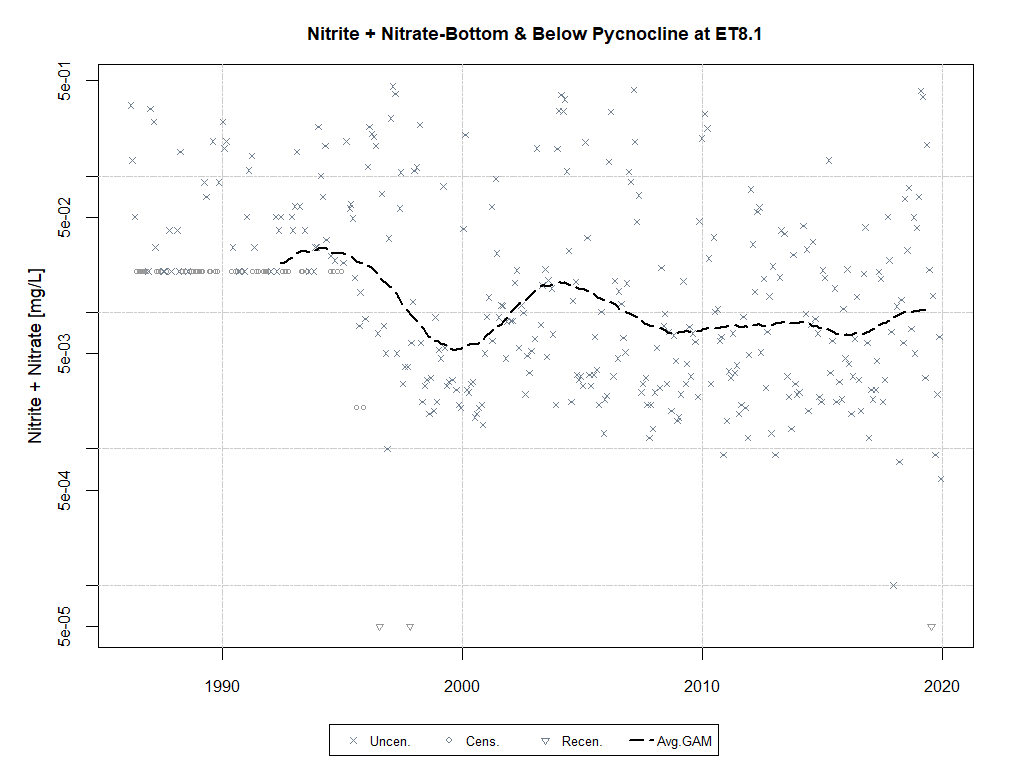 Nitrite + Nitrate-Bottom & Below Pycnocline at ET8.1
Nitrite + Nitrate [mg/L]
5e-01
5e-02
5e-03
5e-04
5e-05
1990 2000 2010 2020
Uncen. Cens. Recen. Avg.GAM